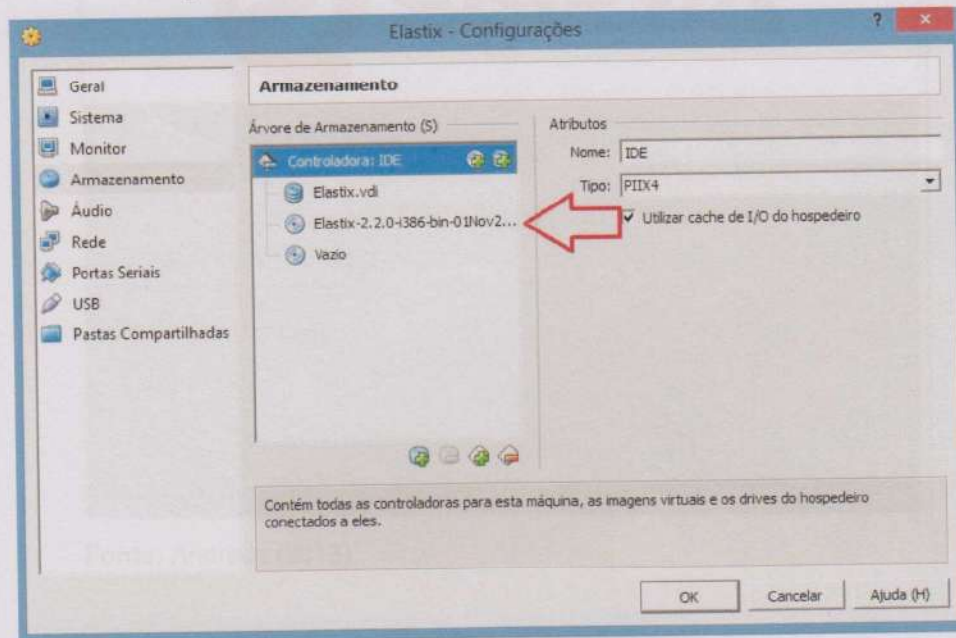 Elastix - Configurações
?
×
Geral
Sistema
Monitor
Armazenamento
Áudio
Rede
Portas Seriais
USB
Pastas Compartilhadas
Armazenamento
Árvore de Armazenamento (S)
Controladora: IDE
Elastix.vdi
Elastix-2.2.0-i386-bin-01Nov2...
Vazio
Atributos
Nome: IDE
Tipo: PIIX4
Utilizar cache de I/O do hospedeiro
Contém todas as controladoras para esta máquina, as imagens virtuais e os drives do hospedeiro
conectados a eles.
OK
Cancelar
Ajuda (H)